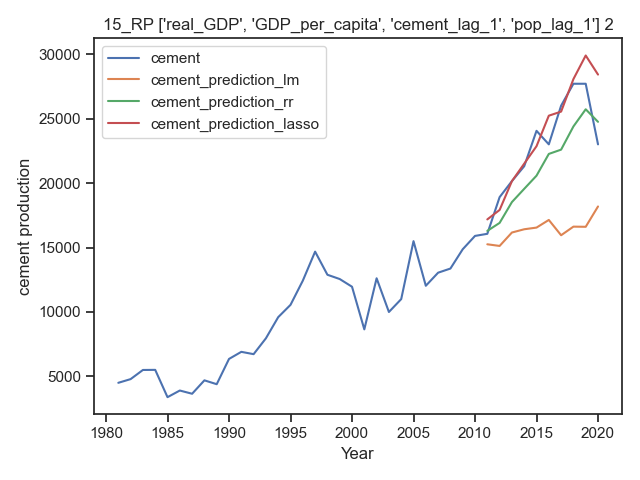 15_RP ['real_GDP', 'GDP_per_capita', 'cement_lag_1', 'pop_lag_1'] 2
cement
cement_prediction_lm
cement_prediction_rr
cement_prediction_lasso
cement production
30000
25000
20000
15000
10000
5000
1980 1985 1990 1995 2000 2005 2010 2015 2020
Year